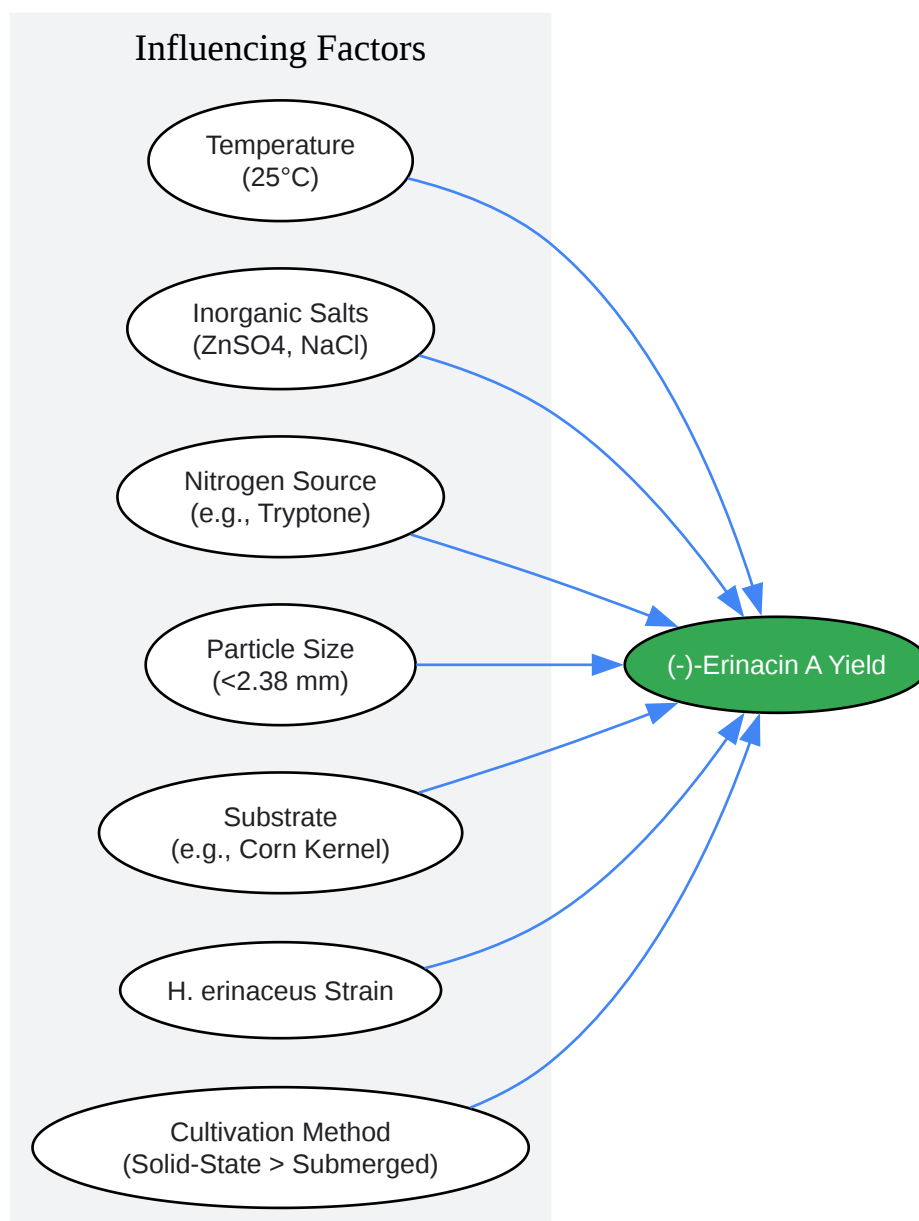 Influencing Factors
Temperature
(25°C)
Inorganic Salts
(ZnSO4, NaCl)
Nitrogen Source
(e.g., Tryptone)
Particle Size
(<2.38 mm)
(-)-Erinacin A Yield
Substrate
(e.g., Corn Kernel)
H. erinaceus Strain
Cultivation Method
(Solid-State > Submerged)